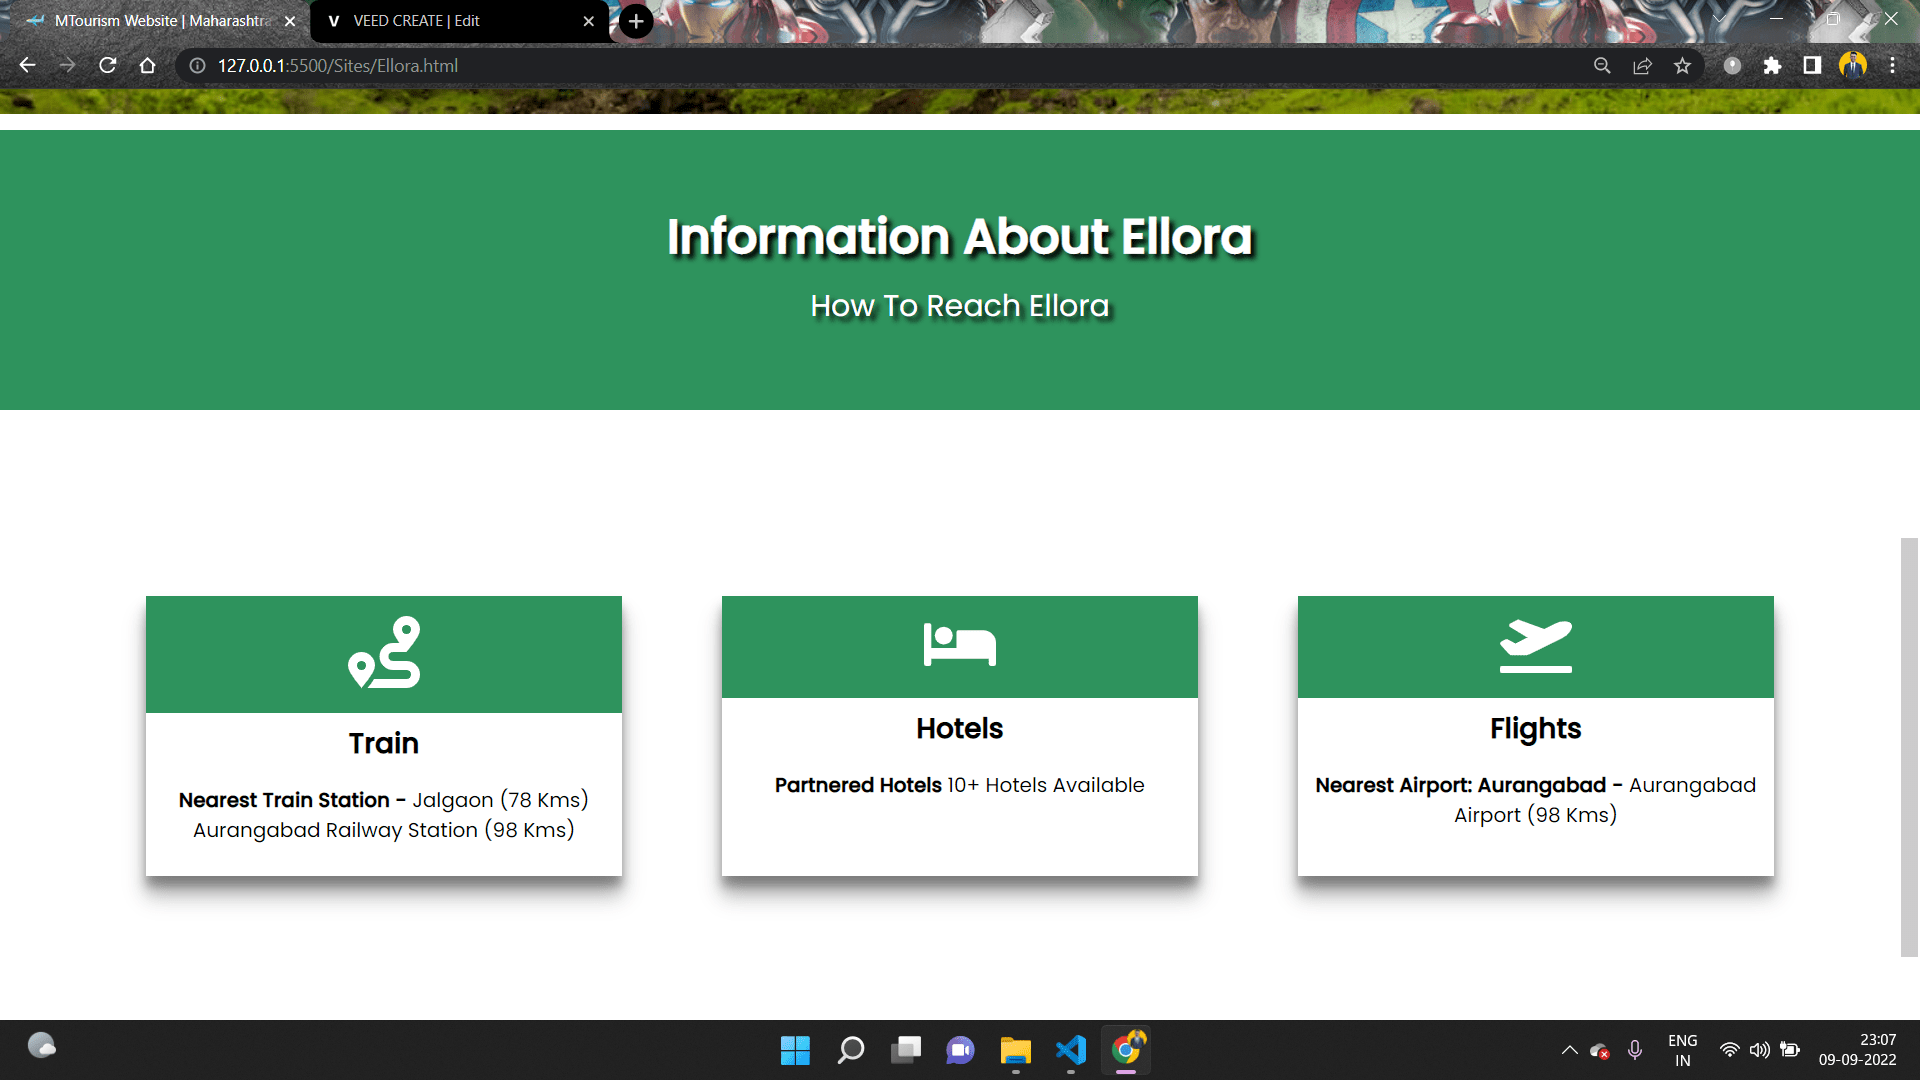 MTourism Website | Maharashtra
V VEED CREATE | Edit
127.0.0.1:5500/Sites/Ellora.html
Information About Ellora
How To Reach Ellora
Train
Nearest Train Station - Jalgaon (78 Kms)
Aurangabad Railway Station (98 Kms)
Hotels
Partnered Hotels 10+ Hotels Available
Flights
Nearest Airport: Aurangabad - Aurangabad
Airport (98 Kms)
ENG
IN
23:07
09-09-2022